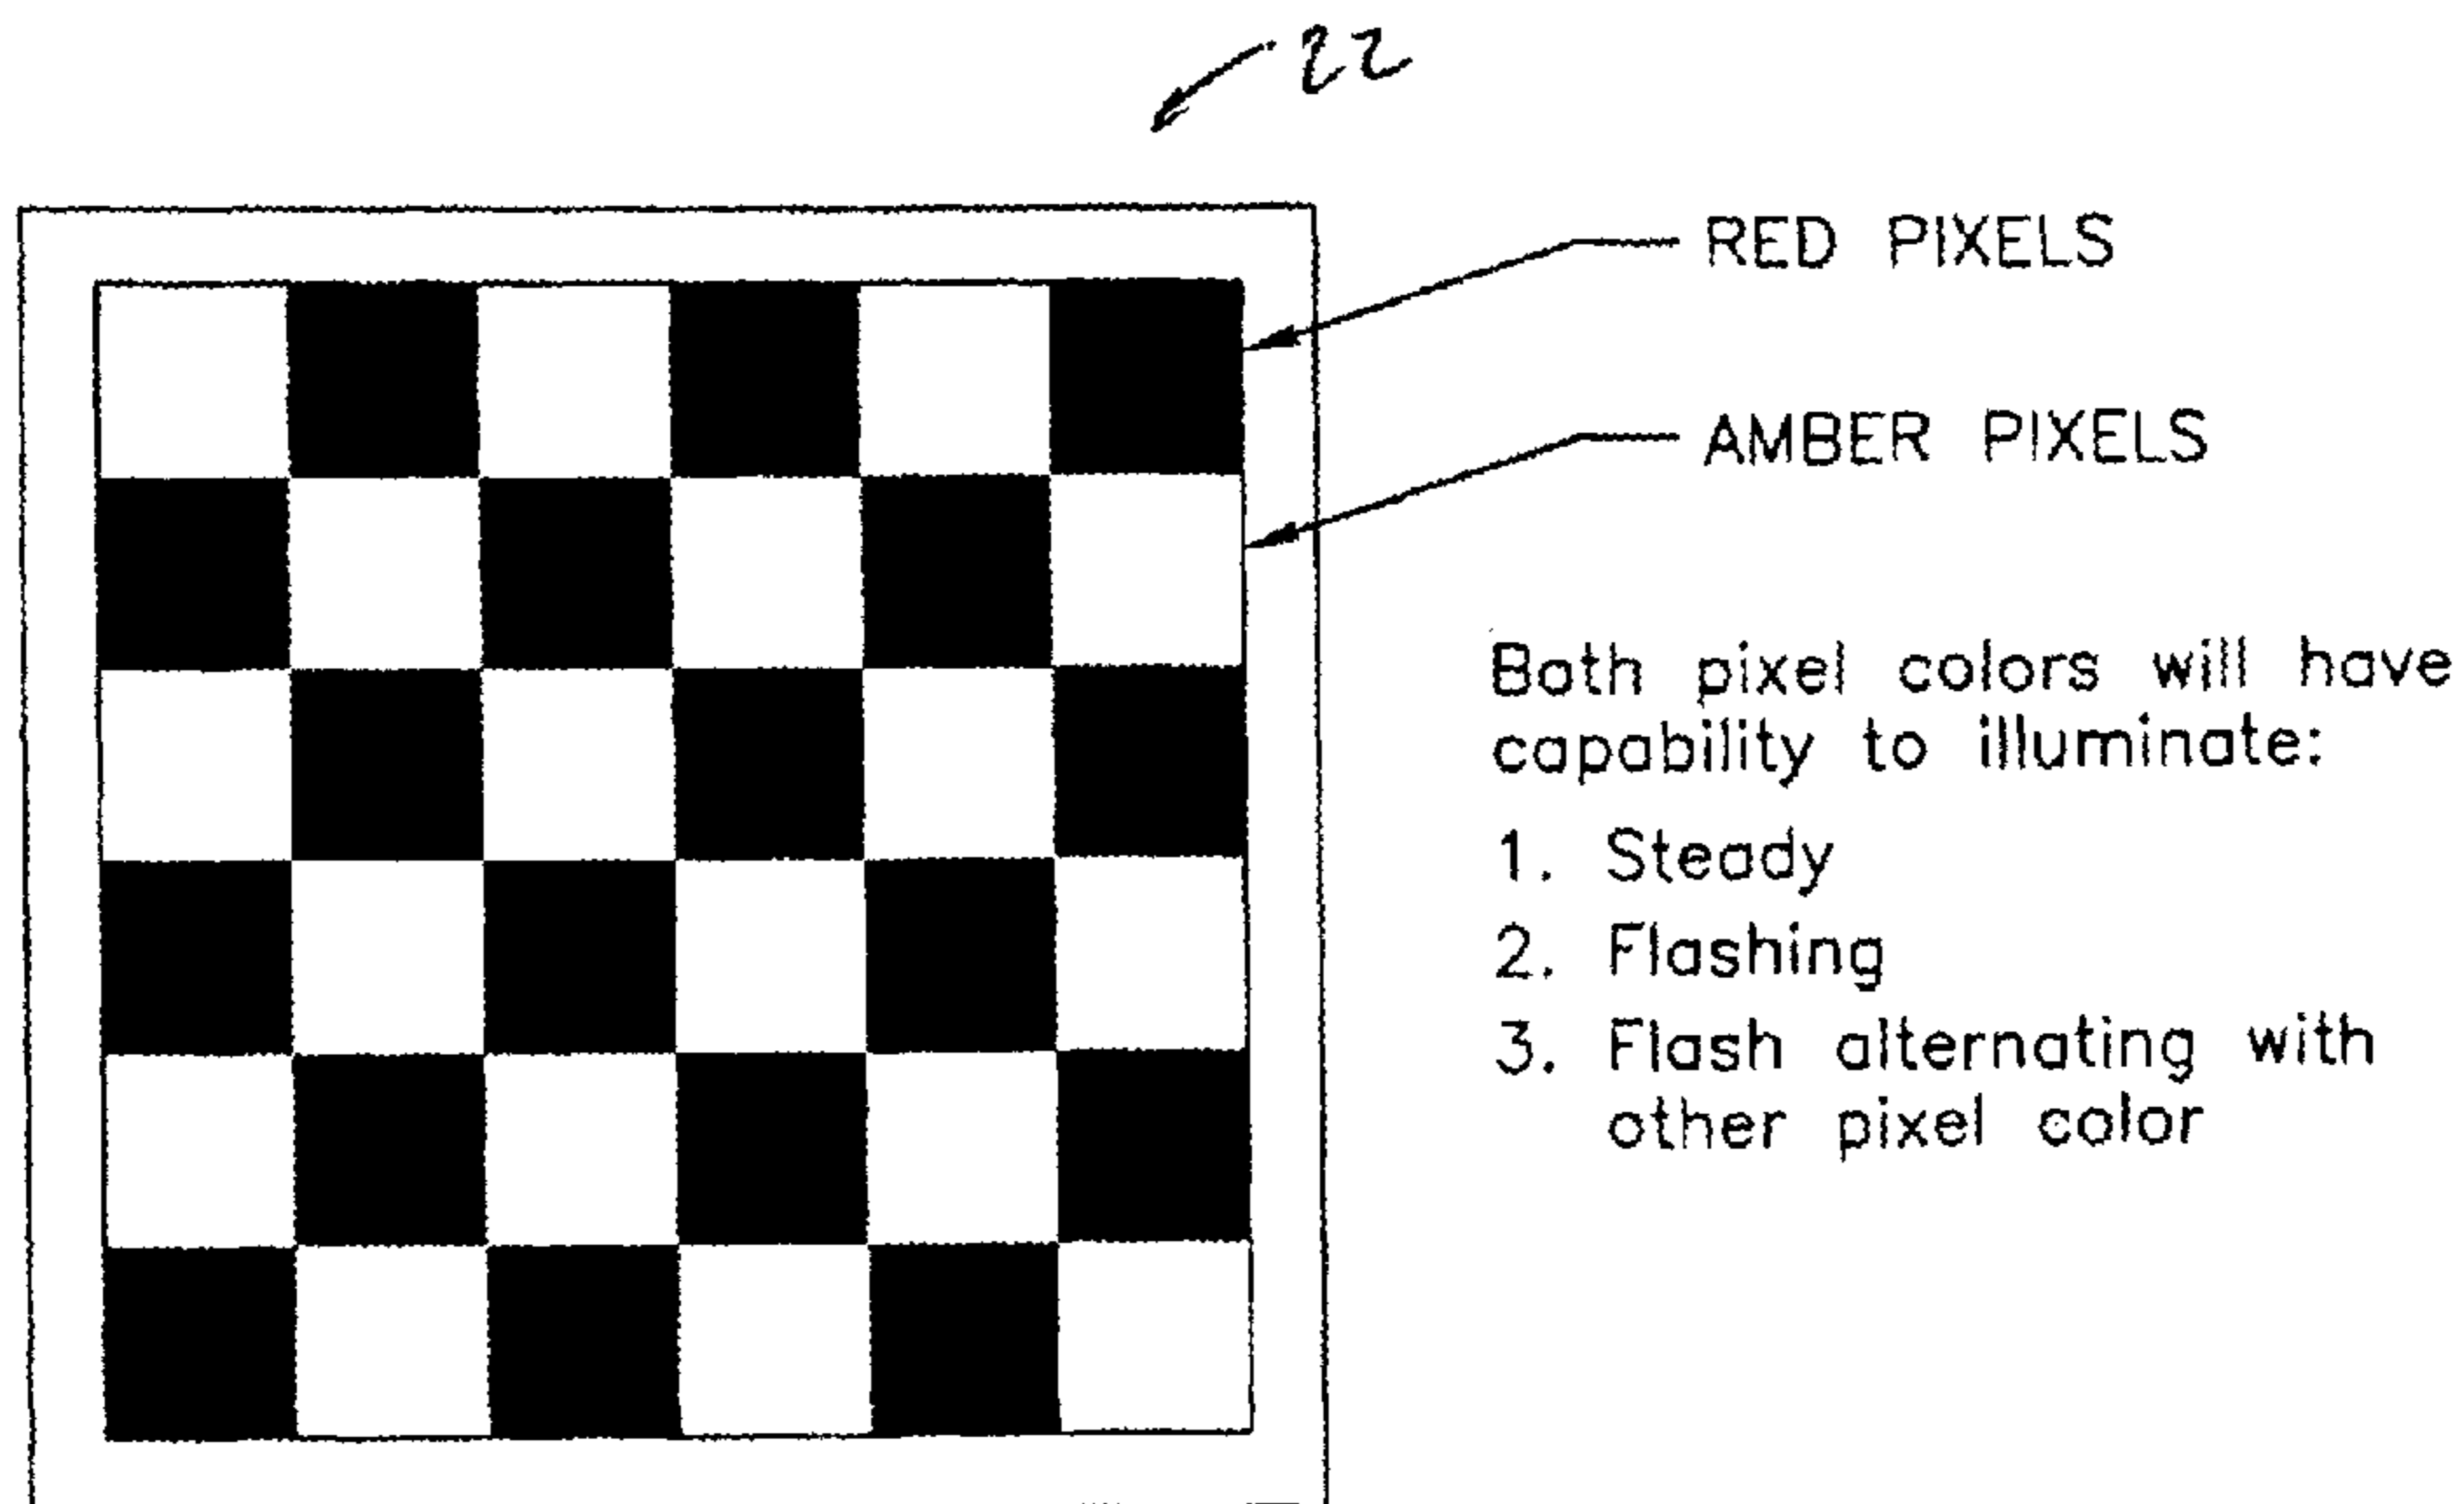 22
RED PIXELS
AMBER PIXELS
Both pixel colors will have
capability to illuminate:
1. Steady
2. Flashing
3. Flash alternating with
other pixel color